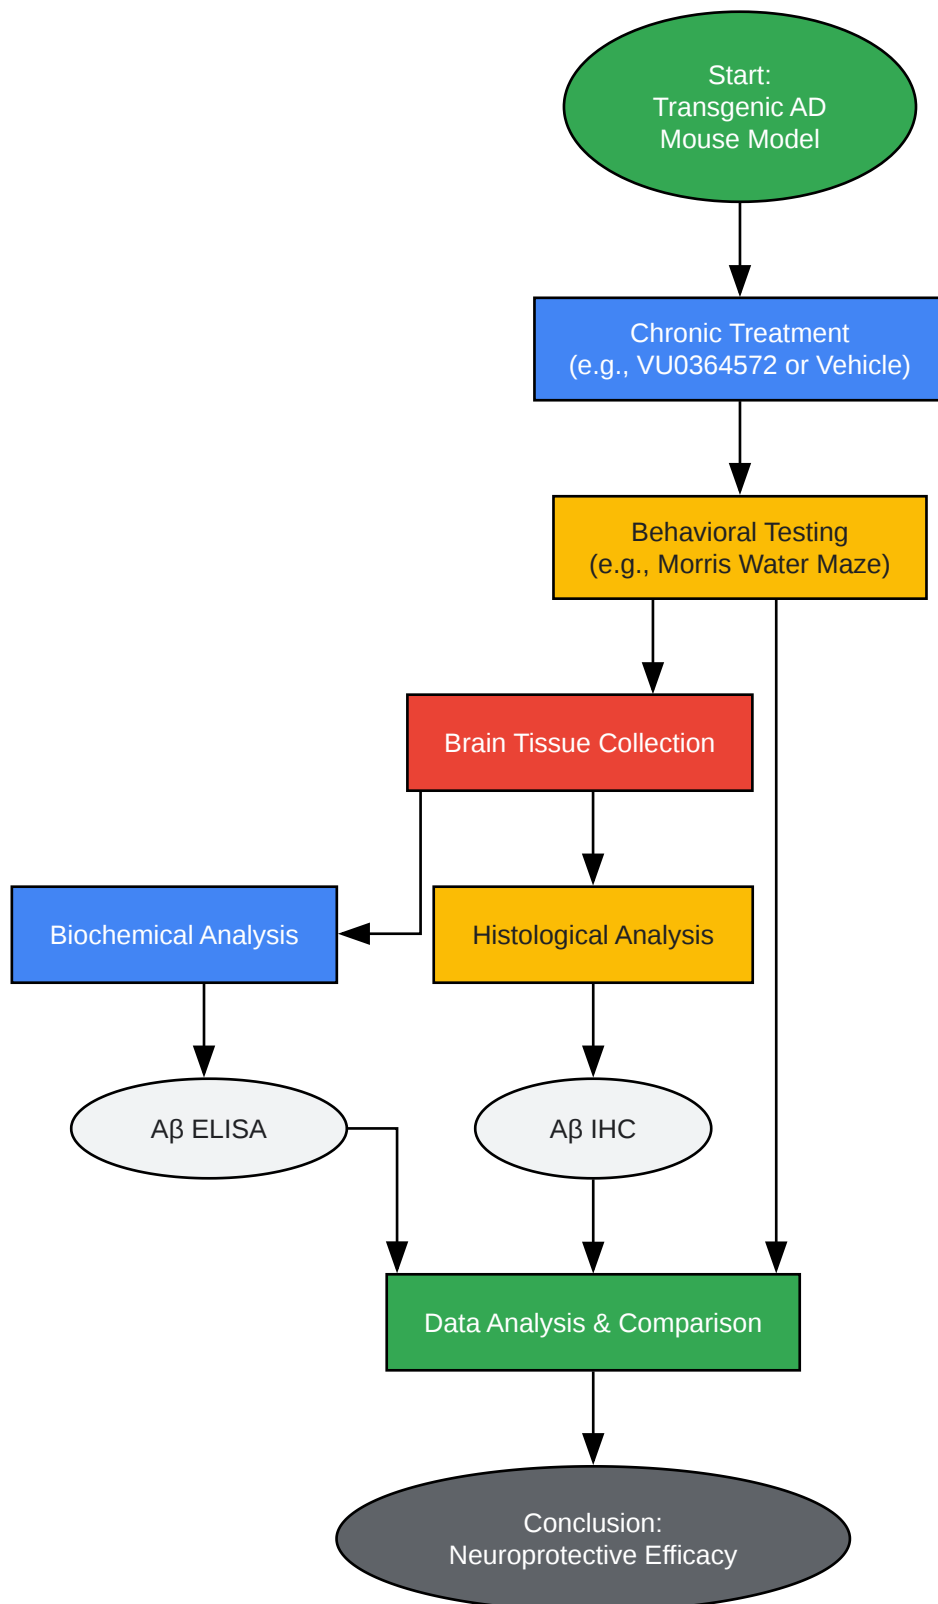 Start:
Transgenic AD
Mouse Model
Chronic Treatment
(e.g., VU0364572 or Vehicle)
Behavioral Testing
(e.g., Morris Water Maze)
Brain Tissue Collection
Biochemical Analysis
Histological Analysis
Aβ ELISA
Aβ IHC
Data Analysis & Comparison
Conclusion:
Neuroprotective Efficacy